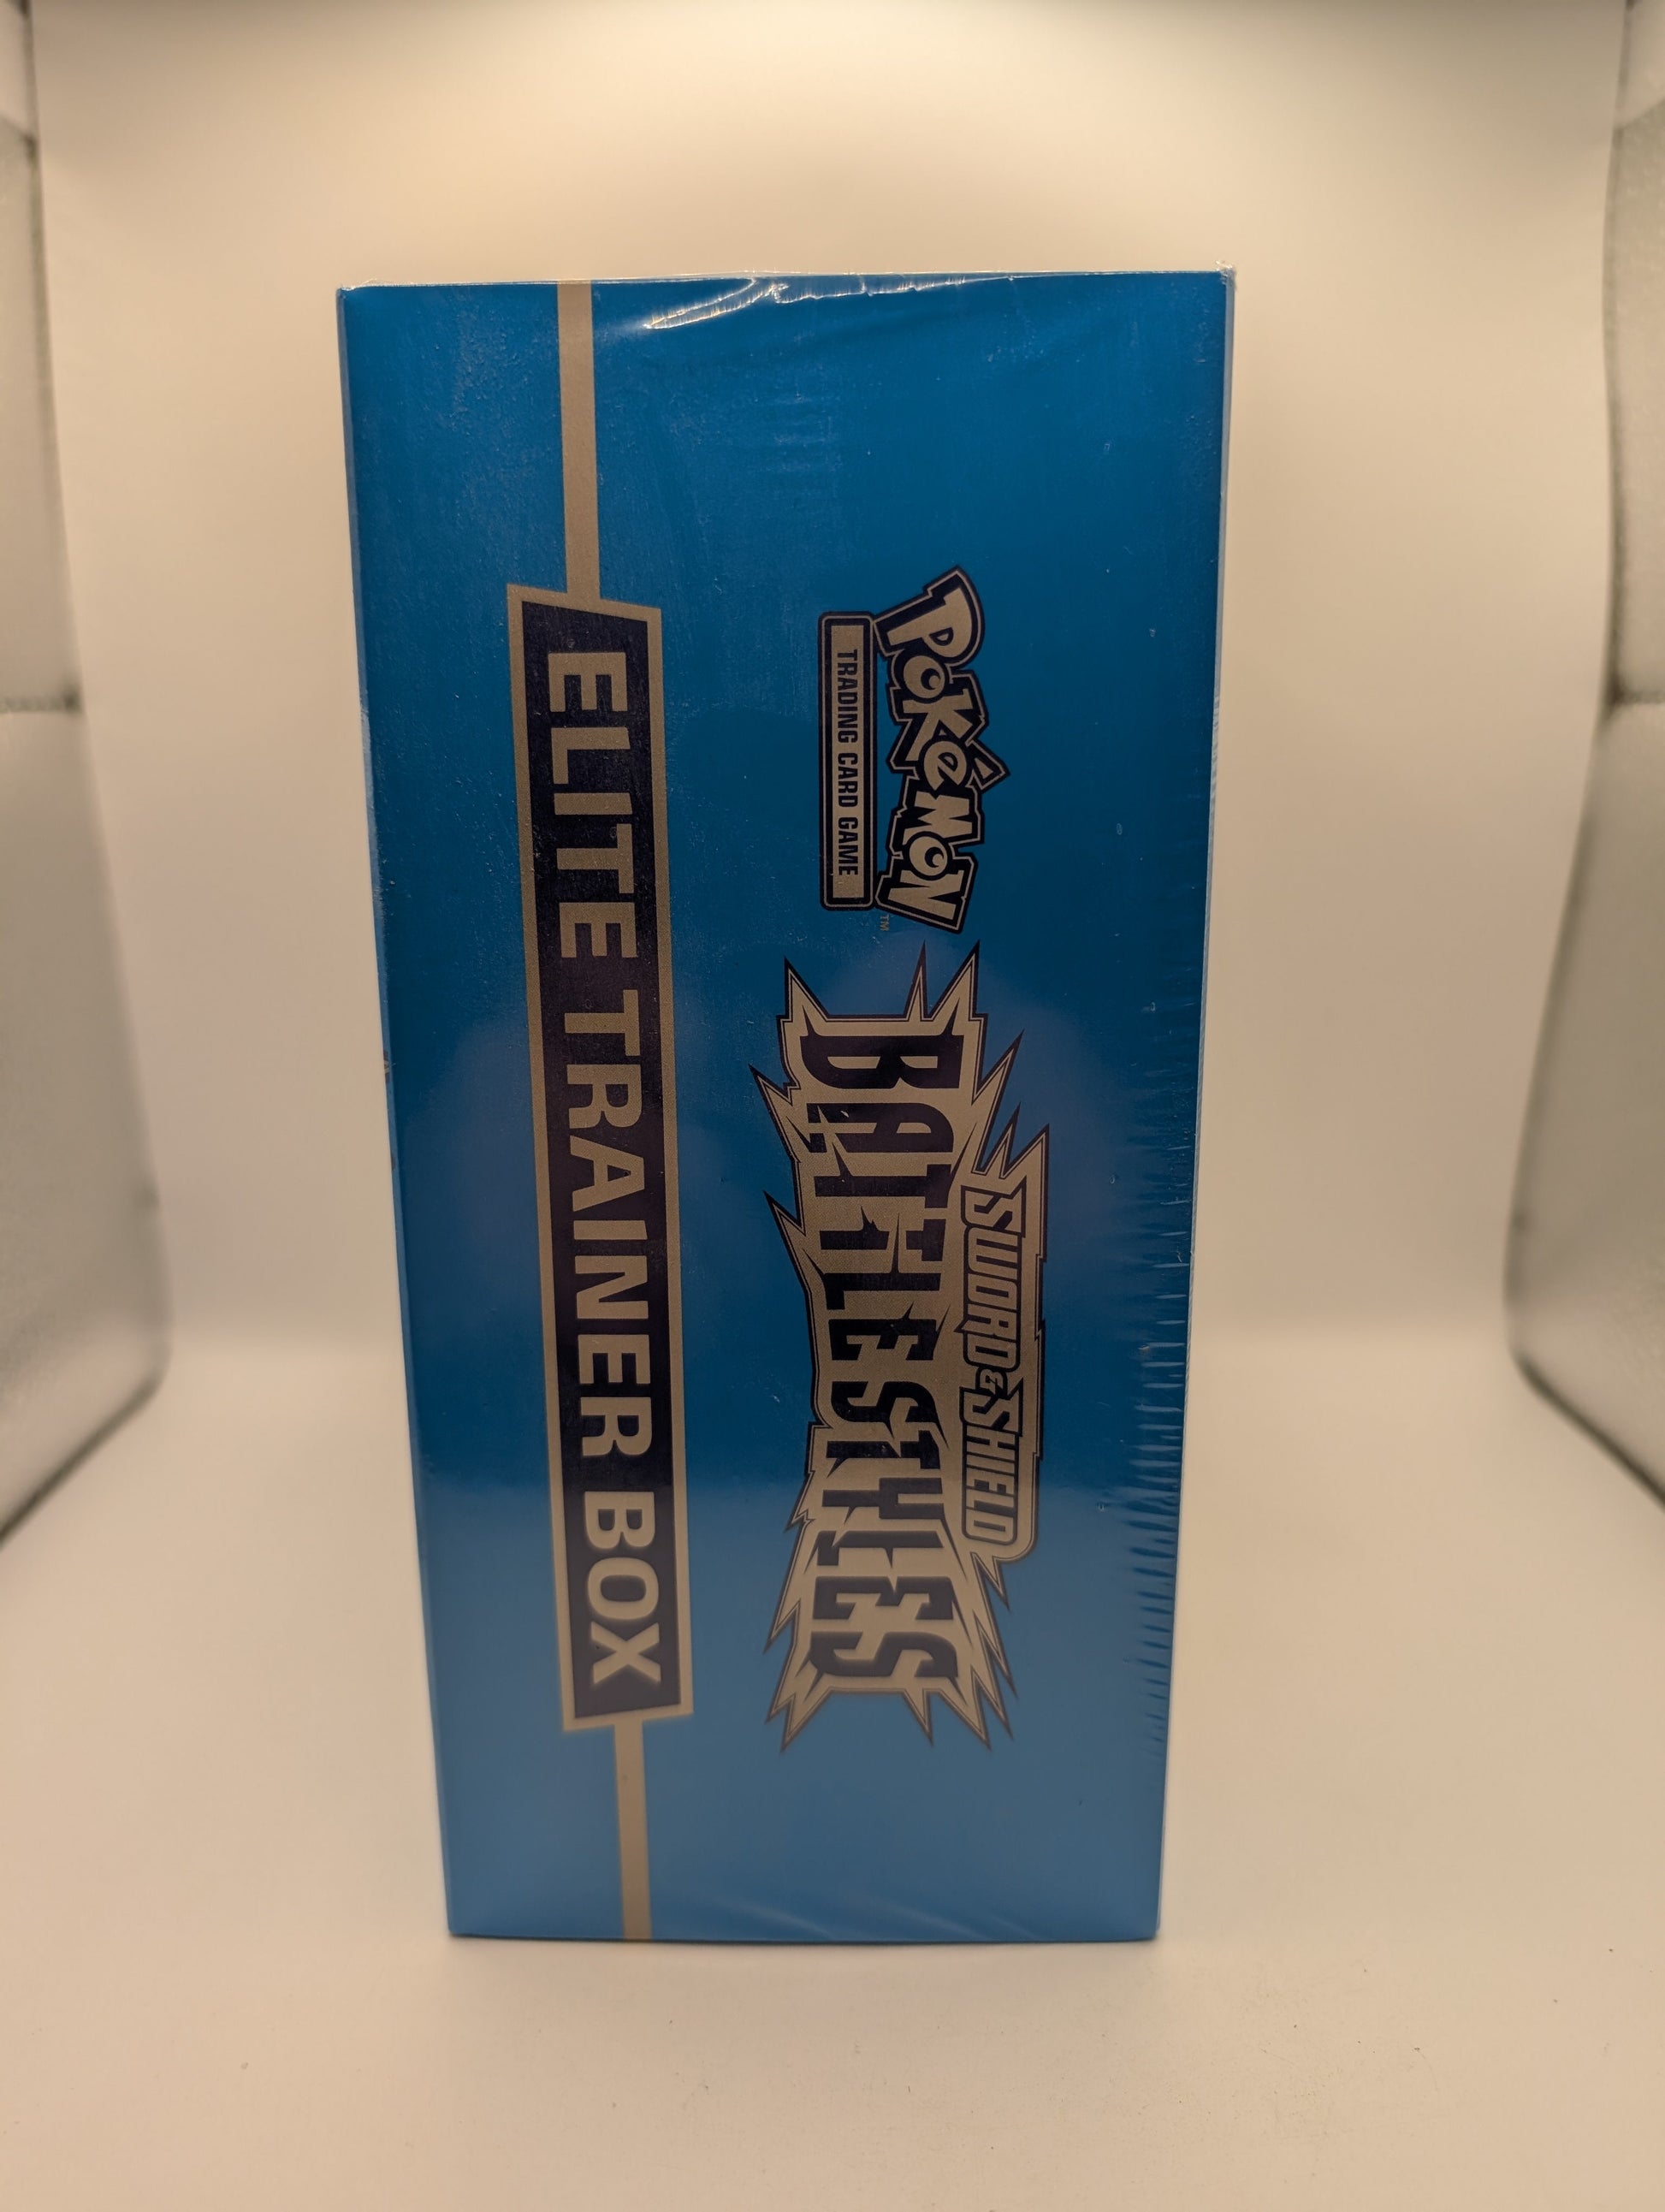 Pokémon
TRADING CARD GAME
™
SWORD & SHIELD
BATTLE STYLES
ELITE TRAINER BOX